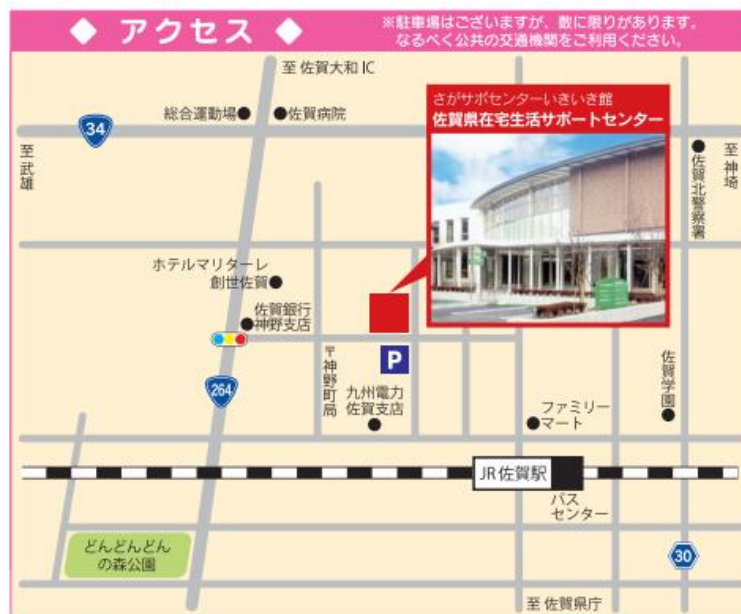 ◆ アクセス ◆
※駐車場はございますが、数に限りがあります。
なるべく公共の交通機関をご利用ください。
至 佐賀大和 IC
さがサポセンターいきいき館
佐賀県在宅生活サポートセンター
総合運動場
佐賀病院
34
至 武雄
至 神埼
佐賀北警察署
ホテルマリターレ
創世佐賀
佐賀銀行
神野支店
P
〒神野町局
264
九州電力
佐賀支店
ファミリー
マート
佐賀学園
JR 佐賀駅
バス
センター
どんどんどん
の森公園
30
至 佐賀県庁